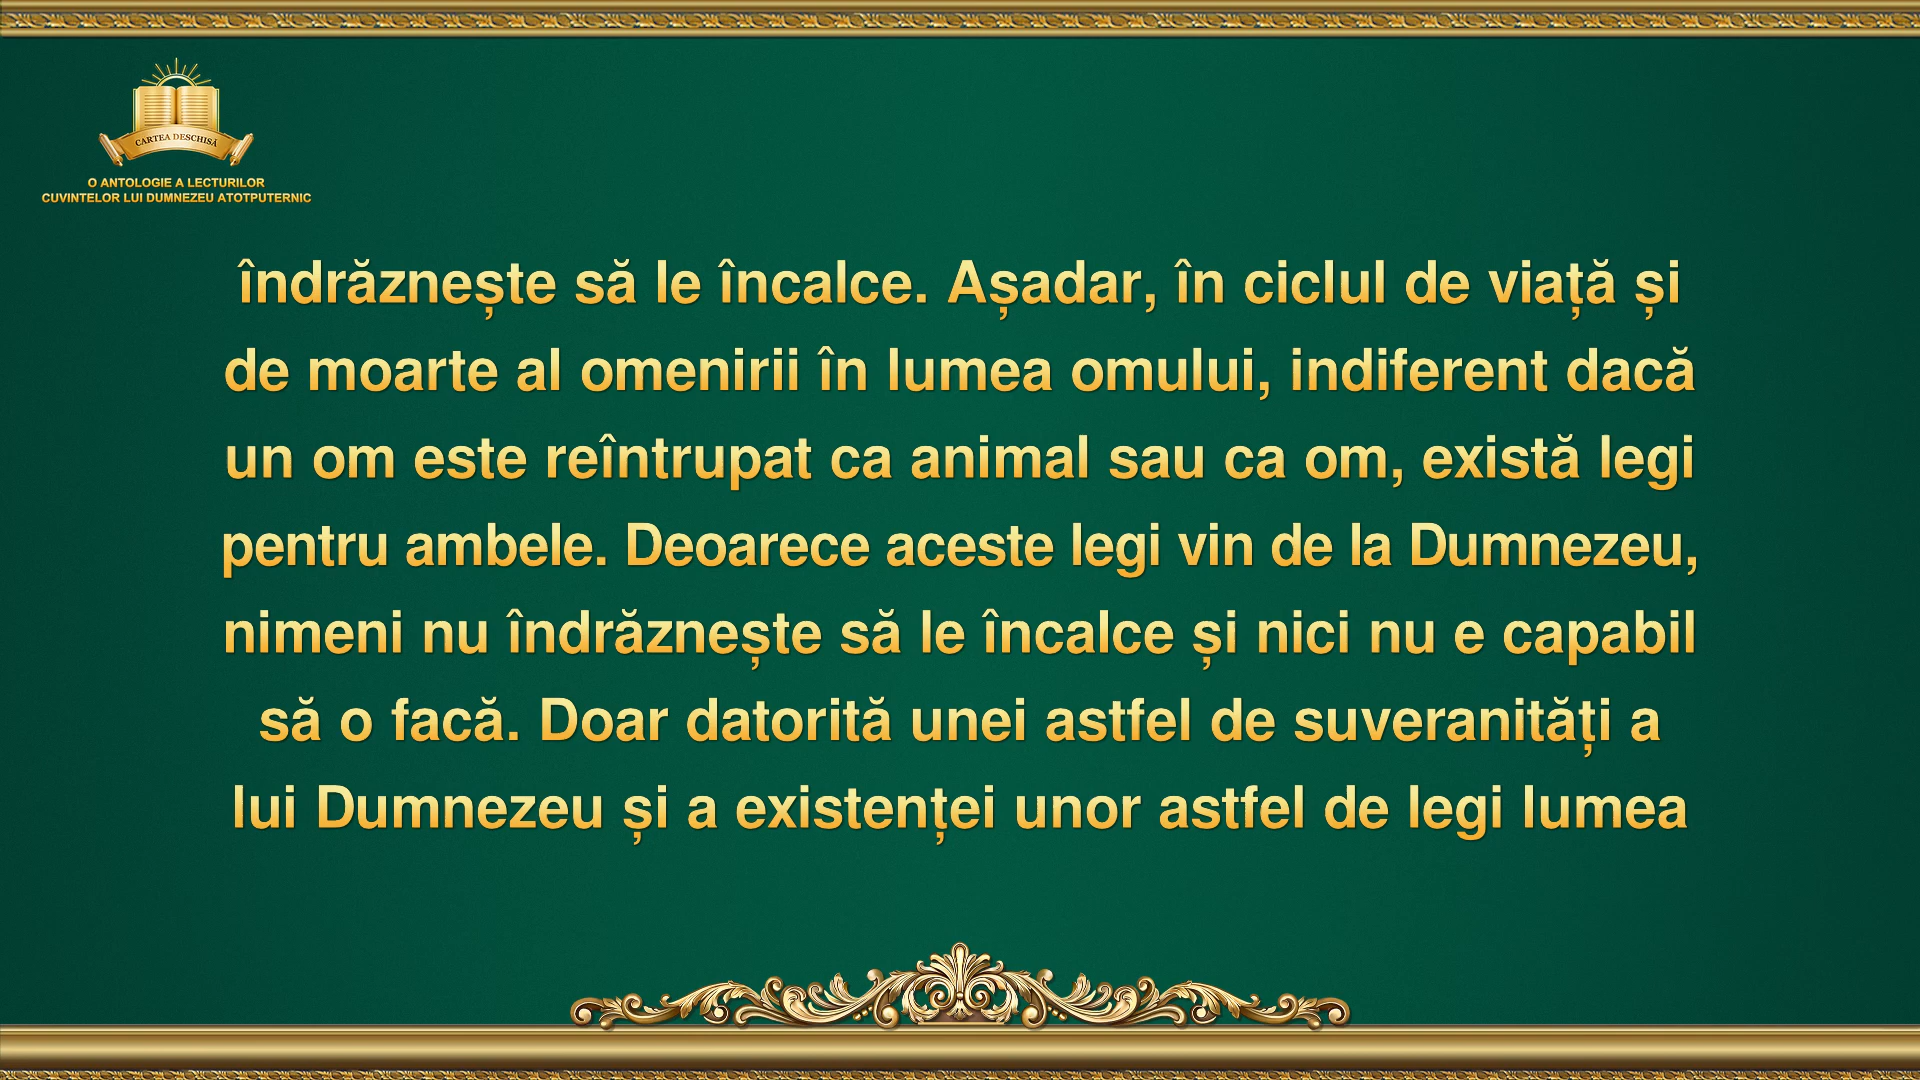 CARTEA DESCHISĂ
O ANTOLOGIE A LECTURILOR
CUVINTELOR LUI DUMNEZEU ATOTPUTERNIC
îndrăznește să le încalce. Așadar, în ciclul de viață și
de moarte al omenirii în lumea omului, indiferent dacă
un om este reîntrupat ca animal sau ca om, există legi
pentru ambele. Deoarece aceste legi vin de la Dumnezeu,
nimeni nu îndrăznește să le încalce și nici nu e capabil
să o facă. Doar datorită unei astfel de suveranități a
lui Dumnezeu și a existenței unor astfel de legi lumea